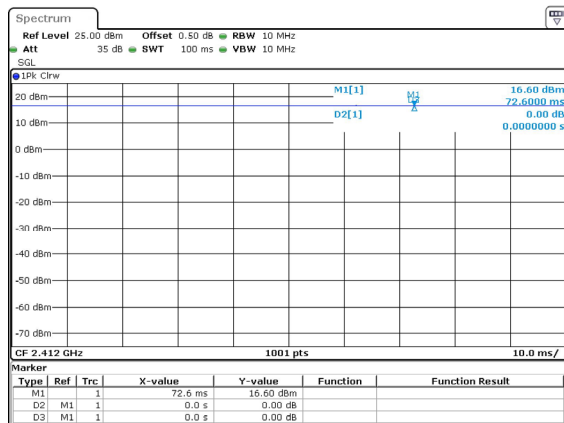 Spectrum
Ref Level 25.00 dBm Offset 0.50 dB RBW 10 MHz
Att 35 dB SWT 100 ms VBW 10 MHz
SGL
1Pk Clrw
M1[1] 16.60 dBm
72.6000 ms
D2[1] 0.00 dB
0.0000000 s
M1
20 dBm
10 dBm
0 dBm
-10 dBm
-20 dBm
-30 dBm
-40 dBm
-50 dBm
-60 dBm
-70 dBm
CF 2.412 GHz 1001 pts 10.0 ms/
Marker
Type Ref Trc X-value Y-value Function Function Result
M1 1 72.6 ms 16.60 dBm
D2 M1 1 0.0 s 0.00 dB
D3 M1 1 0.0 s 0.00 dB